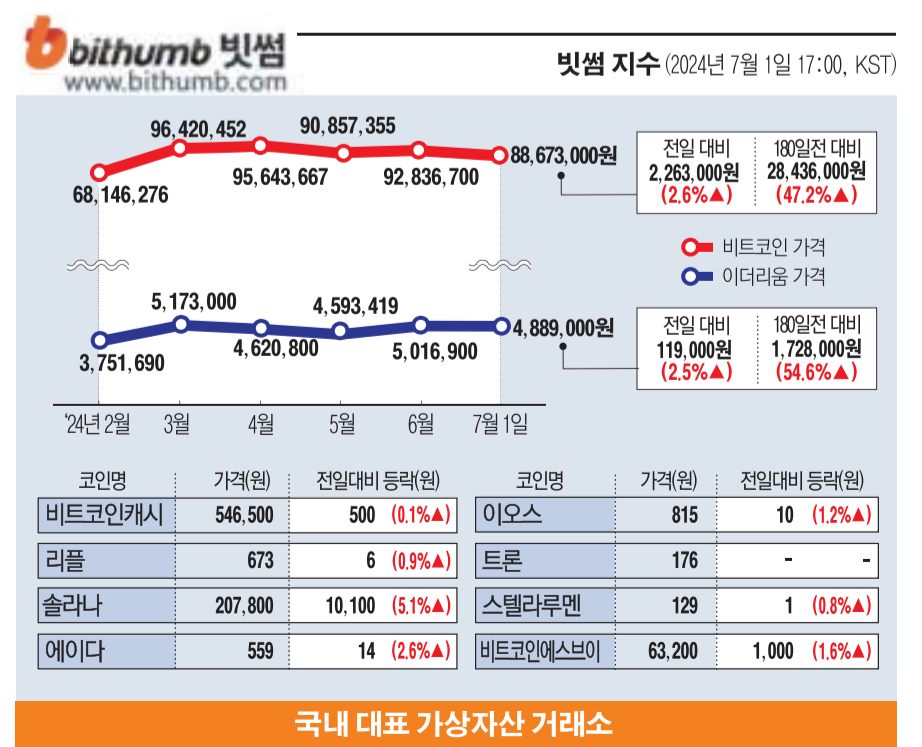 bithumb 빗썸
www.bithumb.com
빗썸 지수 (2024년 7월 1일 17:00, KST)
96,420,452
90,857,355
68,146,276
95,643,667
92,836,700
88,673,000원
전일 대비
2,263,000원
(2.6%▲)
180일전 대비
28,436,000원
(47.2%▲)
비트코인 가격
이더리움 가격
5,173,000
4,593,419
3,751,690
4,620,800
5,016,900
4,889,000원
전일 대비
119,000원
(2.5%▲)
180일전 대비
1,728,000원
(54.6%▲)
'24년 2월 3월 4월 5월 6월 7월 1일
코인명 가격(원) 전일대비 등락(원)
비트코인캐시 546,500 500 (0.1%▲)
리플 673 6 (0.9%▲)
솔라나 207,800 10,100 (5.1%▲)
에이다 559 14 (2.6%▲)
코인명 가격(원) 전일대비 등락(원)
이오스 815 10 (1.2%▲)
트론 176 - -
스텔라루멘 129 1 (0.8%▲)
비트코인에스브이 63,200 1,000 (1.6%▲)
국내 대표 가상자산 거래소